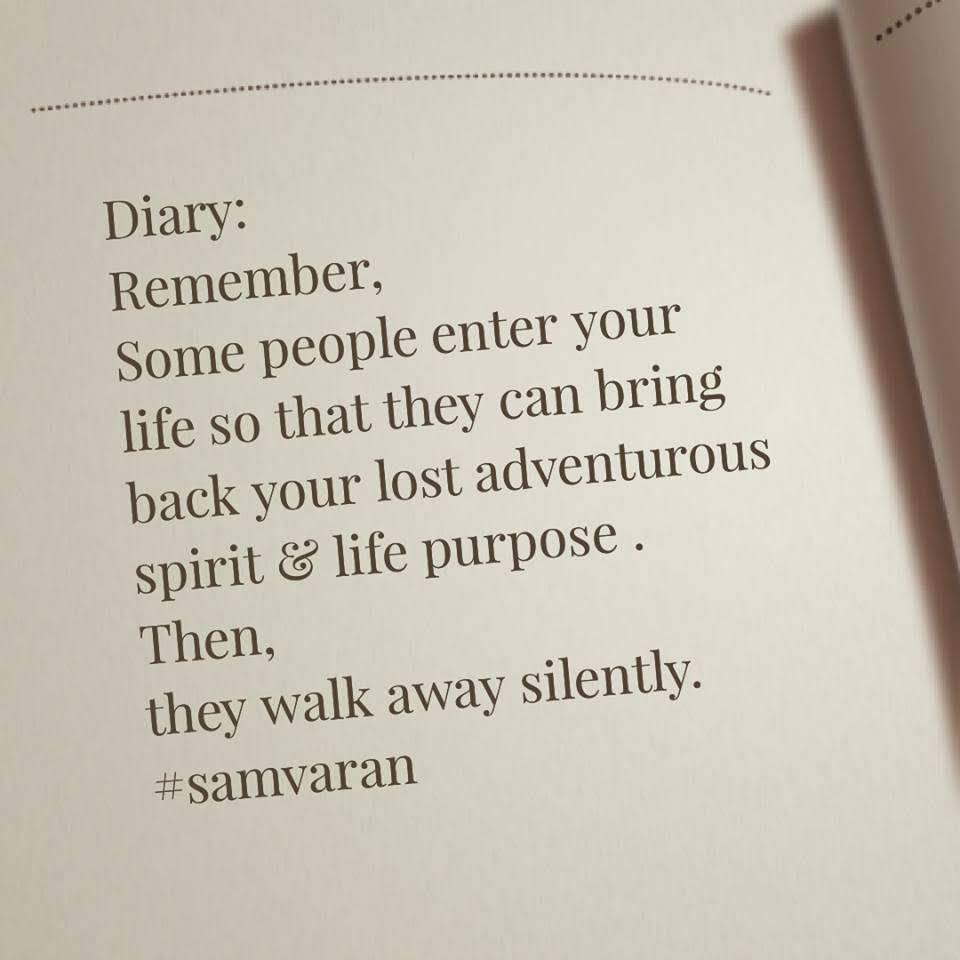 Diary:
Remember,
Some people enter your
life so that they can bring
back your lost adventurous
spirit & life purpose .
Then,
they walk away silently.
#samvaran